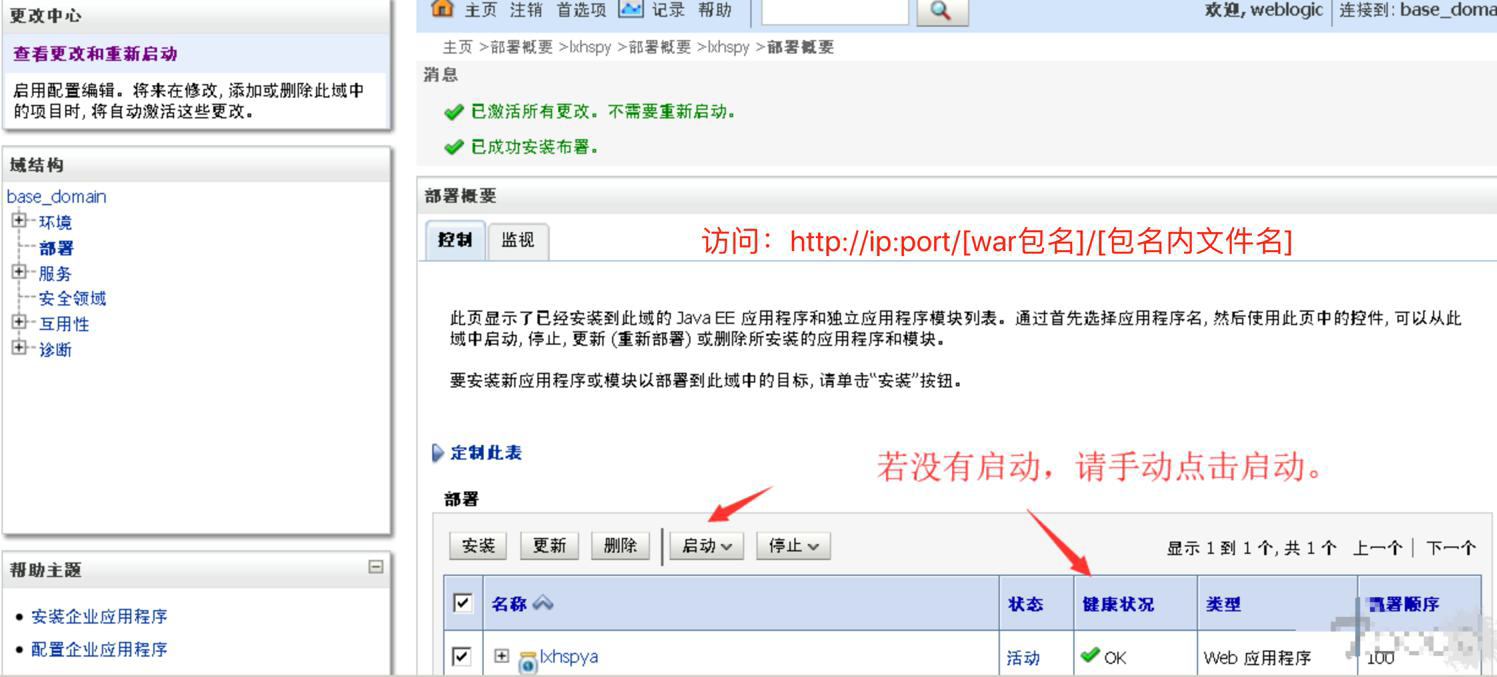 更改中心
查看更改和重新启动
启用配置编辑。将来在修改, 添加或删除此域中
的项目时, 将自动激活这些更改。
域结构
base_domain
环境
部署
服务
安全领域
互用性
诊断
帮助主题
安装企业应用程序
配置企业应用程序
主页 注销 首选项 记录 帮助
欢迎, weblogic 连接到: base_doma
主页 >部署概要 >lxhspy >部署概要 >lxhspy >部署概要
消息
已激活所有更改。不需要重新启动。
已成功安装布署。
部署概要
控制 监视
访问：http://ip:port/[war包名]/[包名内文件名]
此页显示了已经安装到此域的 Java EE 应用程序和独立应用程序模块列表。通过首先选择应用程序名, 然后使用此页中的控件, 可以从此
域中启动, 停止, 更新 (重新部署) 或删除所安装的应用程序和模块。
要安装新应用程序或模块以部署到此域中的目标, 请单击“安装”按钮。
定制此表
若没有启动，请手动点击启动。
部署
安装 更新 删除 启动 停止
显示 1 到 1 个, 共 1 个 上一个 | 下一个
名称 状态 健康状况 类型 署顺序
lxhspya 活动 OK Web 应用程序 100